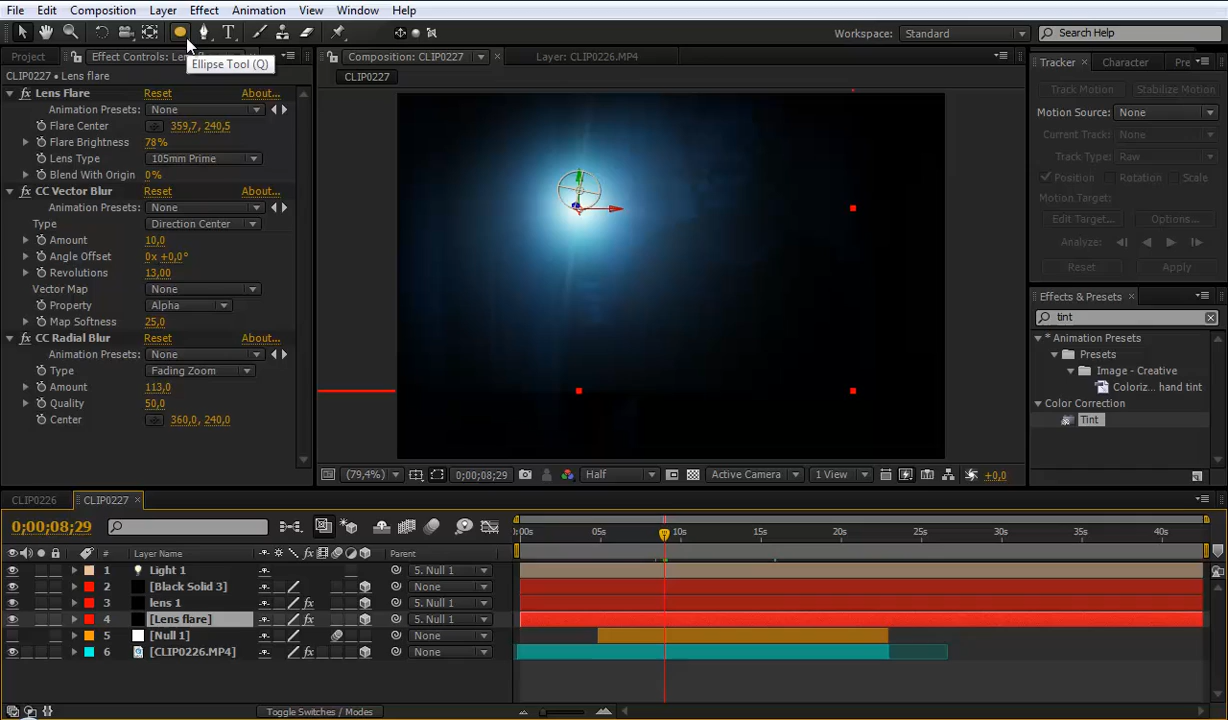 File Edit Composition Layer Effect Animation View Window Help
Workspace: Standard Search Help
Ellipse Tool (Q)
Project Effect Controls: Len
CLIP0227 • Lens flare
fx Lens Flare Reset About...
Animation Presets: None
Flare Center 359,7, 240,5
Flare Brightness 78%
Lens Type 105mm Prime
Blend With Origin 0%
fx CC Vector Blur Reset About...
Animation Presets: None
Type Direction Center
Amount 10,0
Angle Offset 0x +0,0°
Revolutions 13,00
Vector Map None
Property Alpha
Map Softness 25,0
fx CC Radial Blur Reset About...
Animation Presets: None
Type Fading Zoom
Amount 113,0
Quality 50,0
Center 360,0, 240,0
Composition: CLIP0227 Layer: CLIP0226.MP4
CLIP0227
(79,4%) 0;00;08;29 Half Active Camera 1 View +0,0
Tracker Character Pre
Track Motion Stabilize Motion
Motion Source: None
Current Track: None
Track Type: Raw
Position Rotation Scale
Motion Target:
Edit Target... Options...
Analyze:
Reset Apply
Effects & Presets
tint
* Animation Presets
Presets
Image - Creative
Coloriz... hand tint
Color Correction
Tint
CLIP0226 CLIP0227
0;00;08;29
:00s 05s 10s 15s 20s 25s 30s 35s 40s
# Layer Name fx Parent
1 Light 1 5. Null 1
2 [Black Solid 3] None
3 lens 1 fx 5. Null 1
4 [Lens flare] fx 5. Null 1
5 [Null 1] None
6 [CLIP0226.MP4] fx None
Toggle Switches / Modes